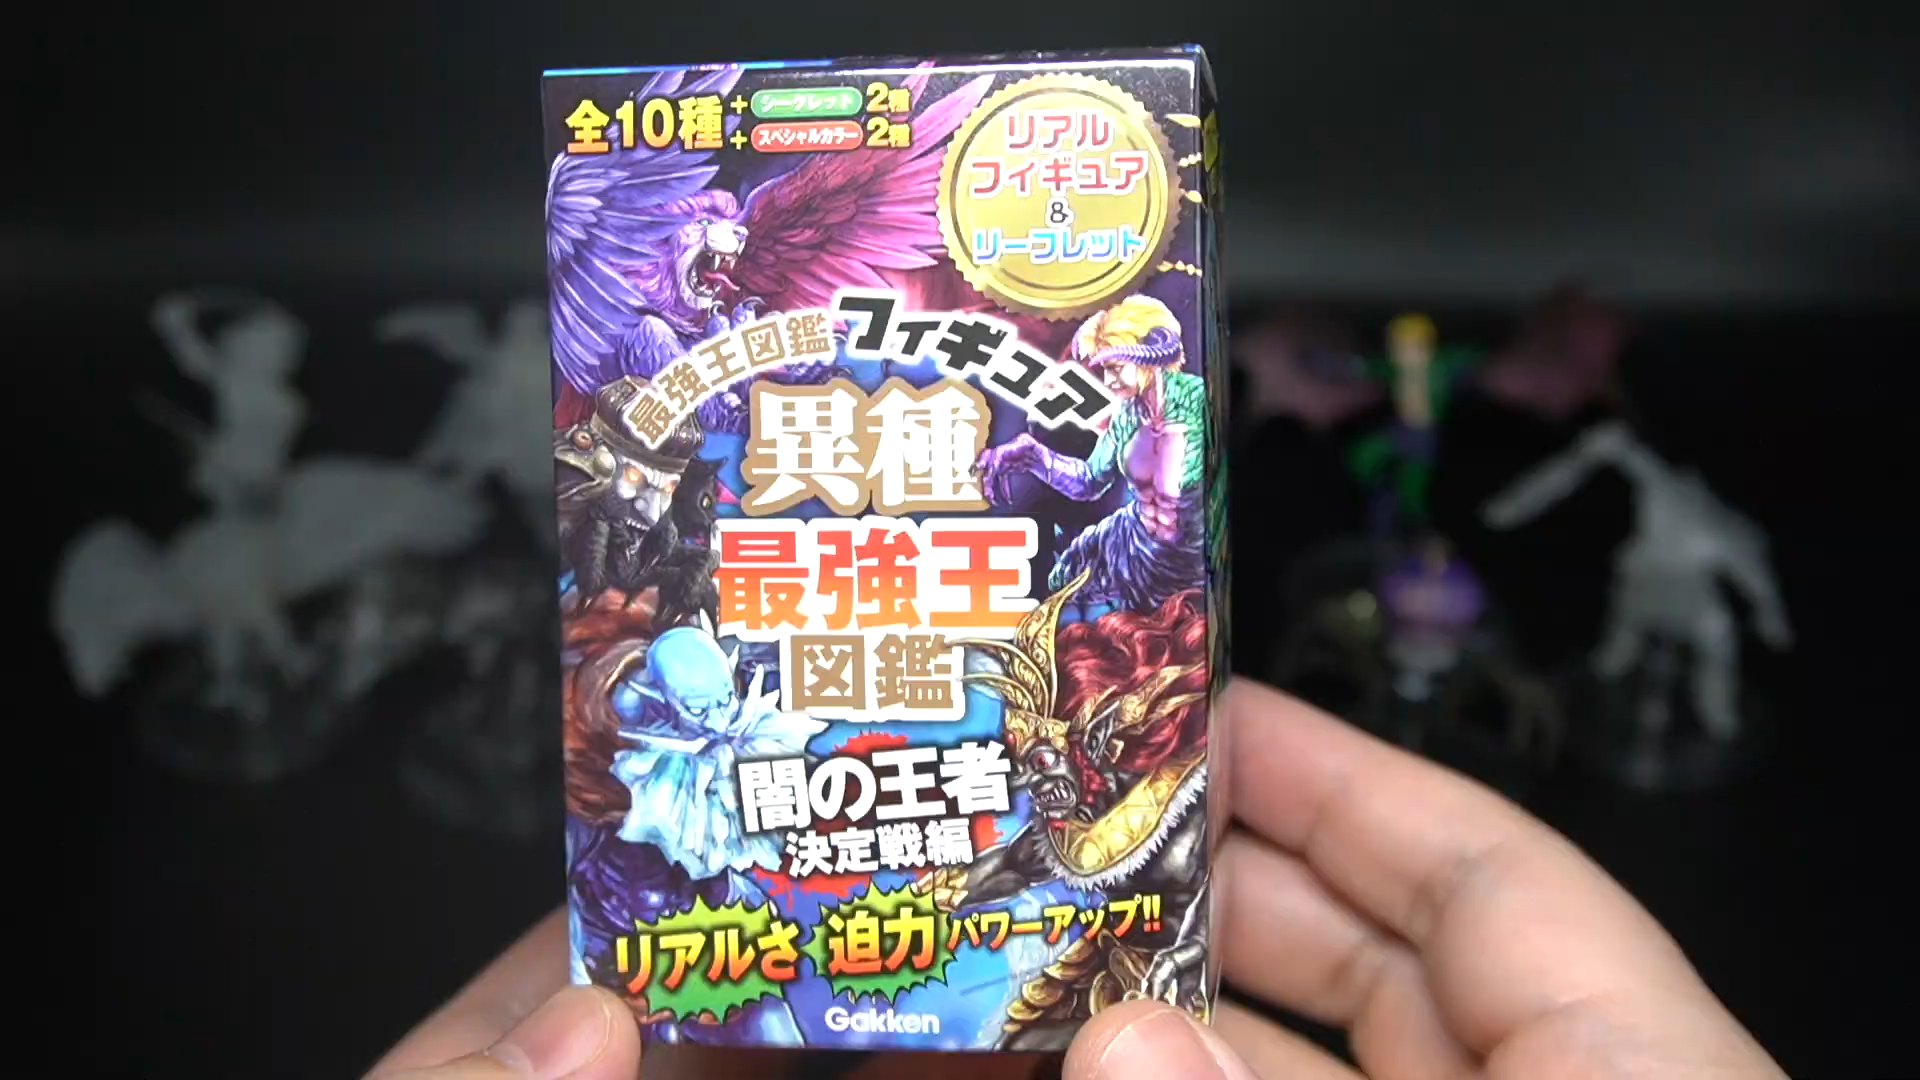 全10種
+シークレット 2種
+スペシャルカラー 2種
リアル
フィギュア
&
リーフレット
最強王図鑑フィギュア
異種
最強王
図鑑
闇の王者
決定戦編
リアルさ 迫力 パワーアップ!!
Gakken